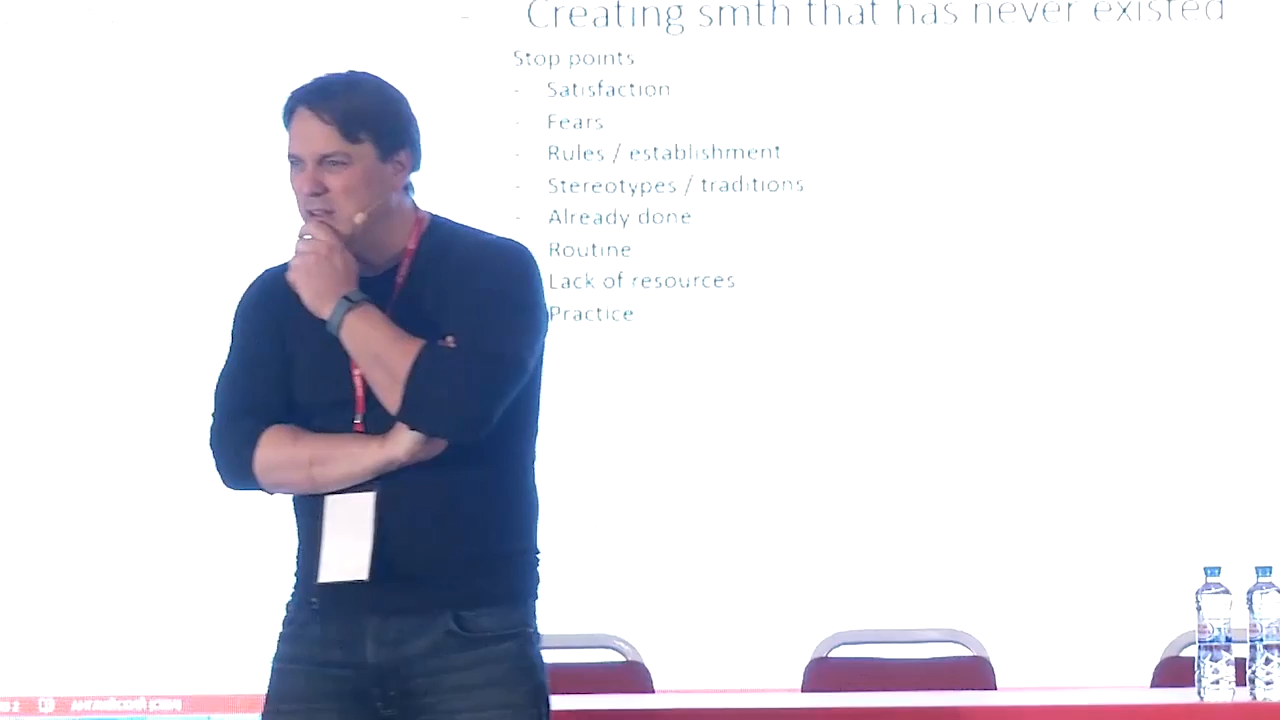 - Creating smth that has never existed
Stop points
- Satisfaction
- Fears
- Rules / establishment
- Stereotypes / traditions
- Already done
Routine
Lack of resources
Practice